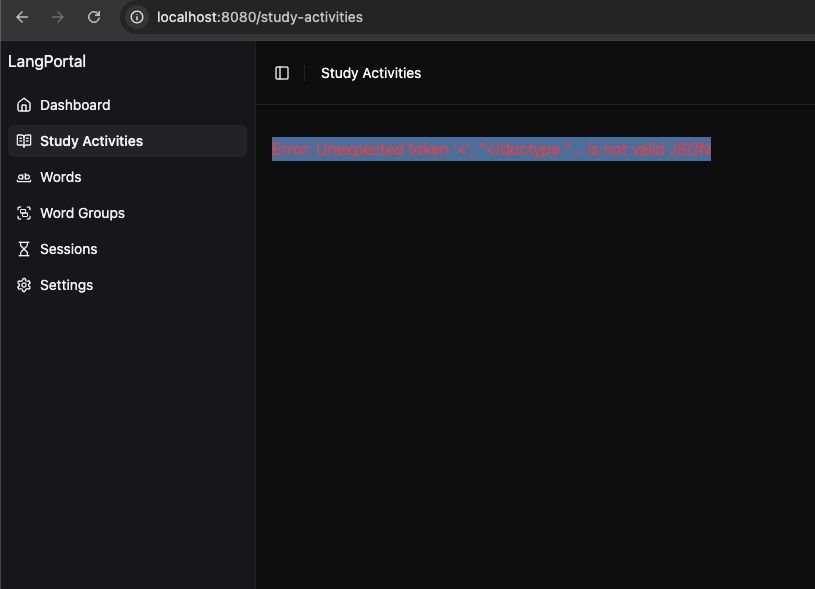 localhost:8080/study-activities
LangPortal
Dashboard
Study Activities
Words
Word Groups
Sessions
Settings
Study Activities
Error: Unexpected token '<', "<!doctype "... is not valid JSON